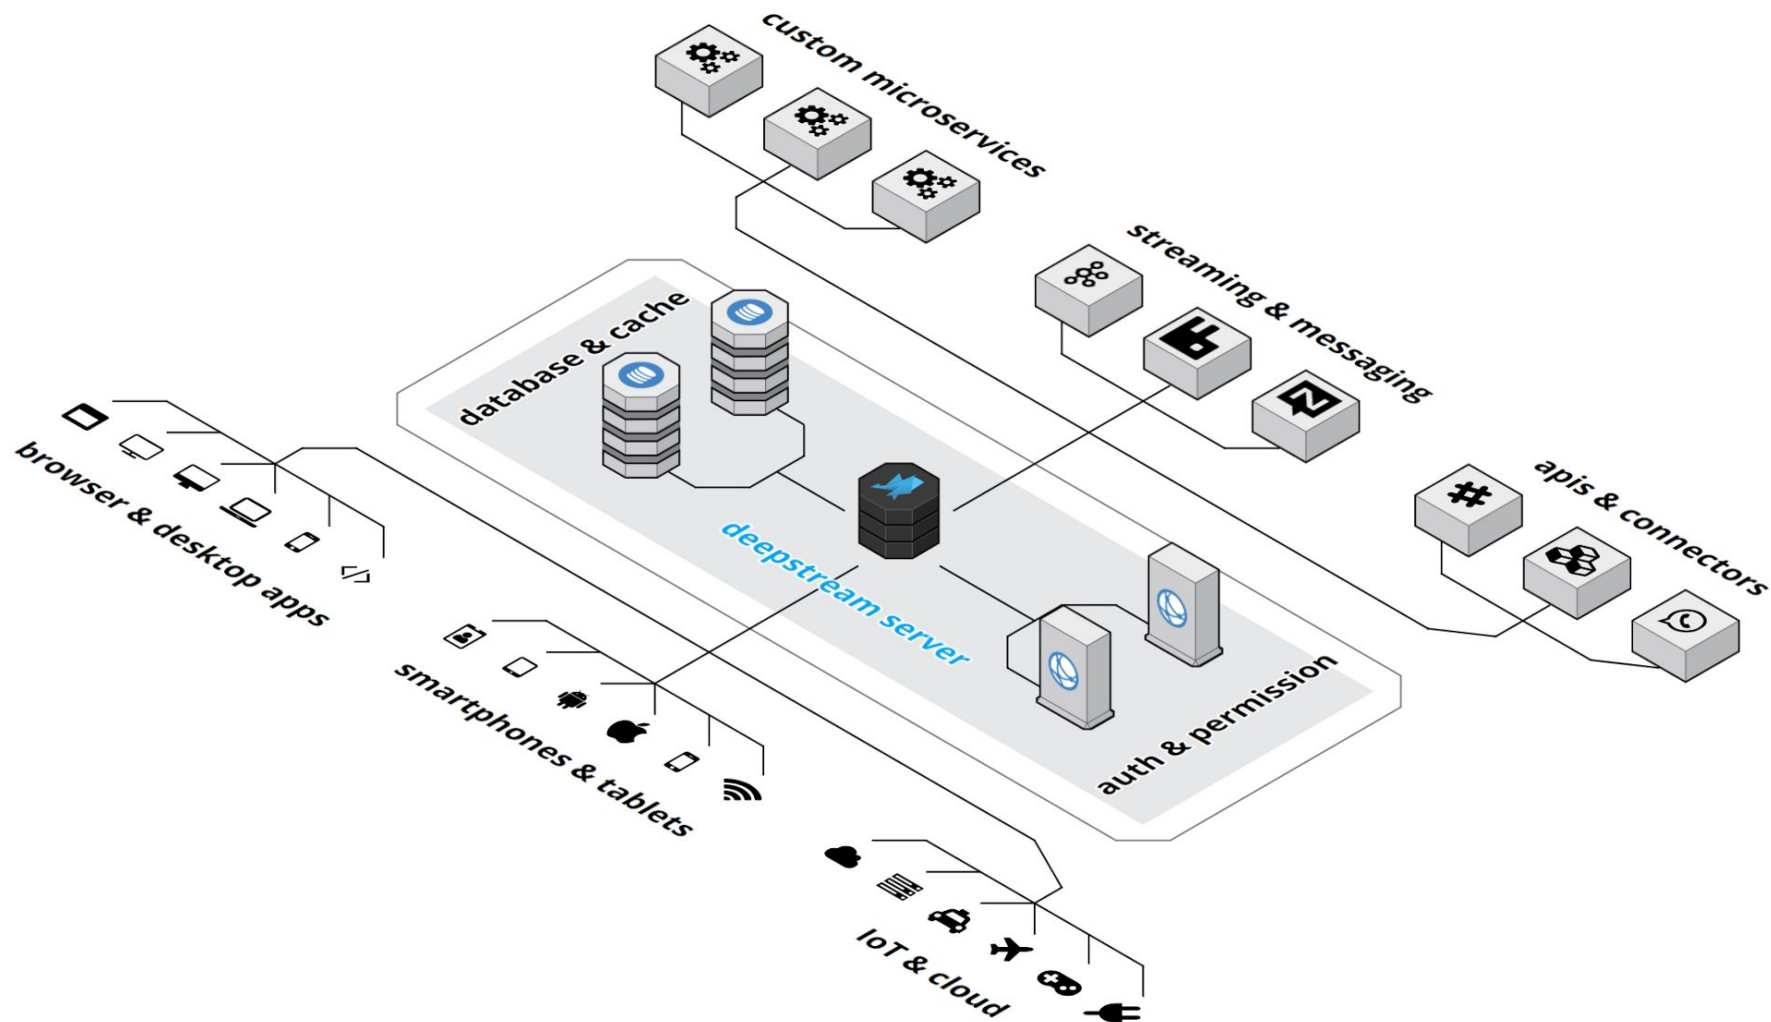 custom microservices
streaming & messaging
database & cache
browser & desktop apps
apis & connectors
deepstream server
smartphones & tablets
auth & permission
IoT & cloud